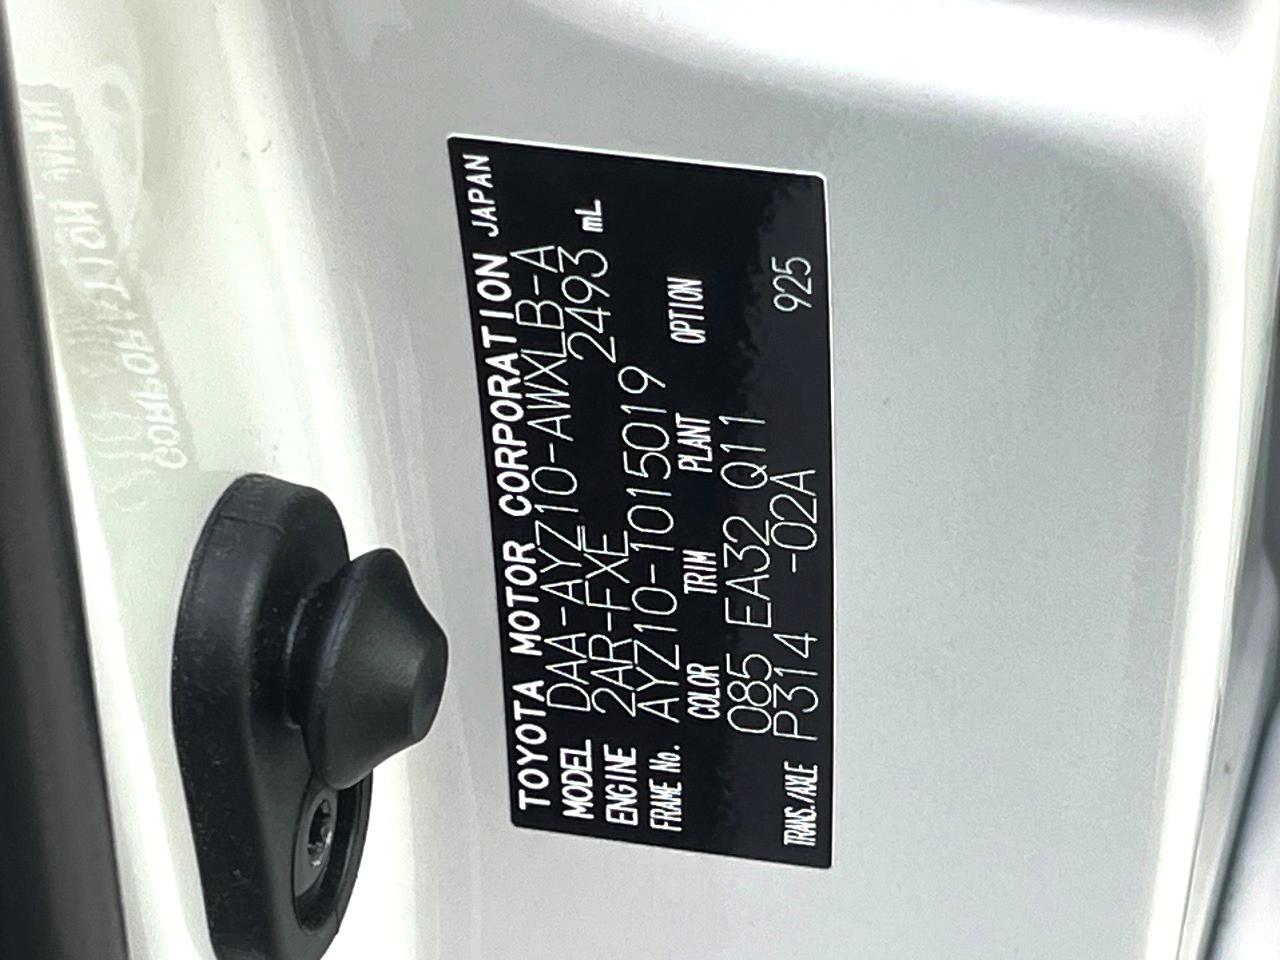 TOYOTA MOTOR CORPORATION JAPAN
MODEL DAA-AYZ10-AWXLB-A
ENGINE 2AR-FXE 2493 mL
FRAME No. AYZ10-1015019
COLOR TRIM PLANT OPTION
085 EA32 Q11
TRANS./AXLE P314 -02A 925